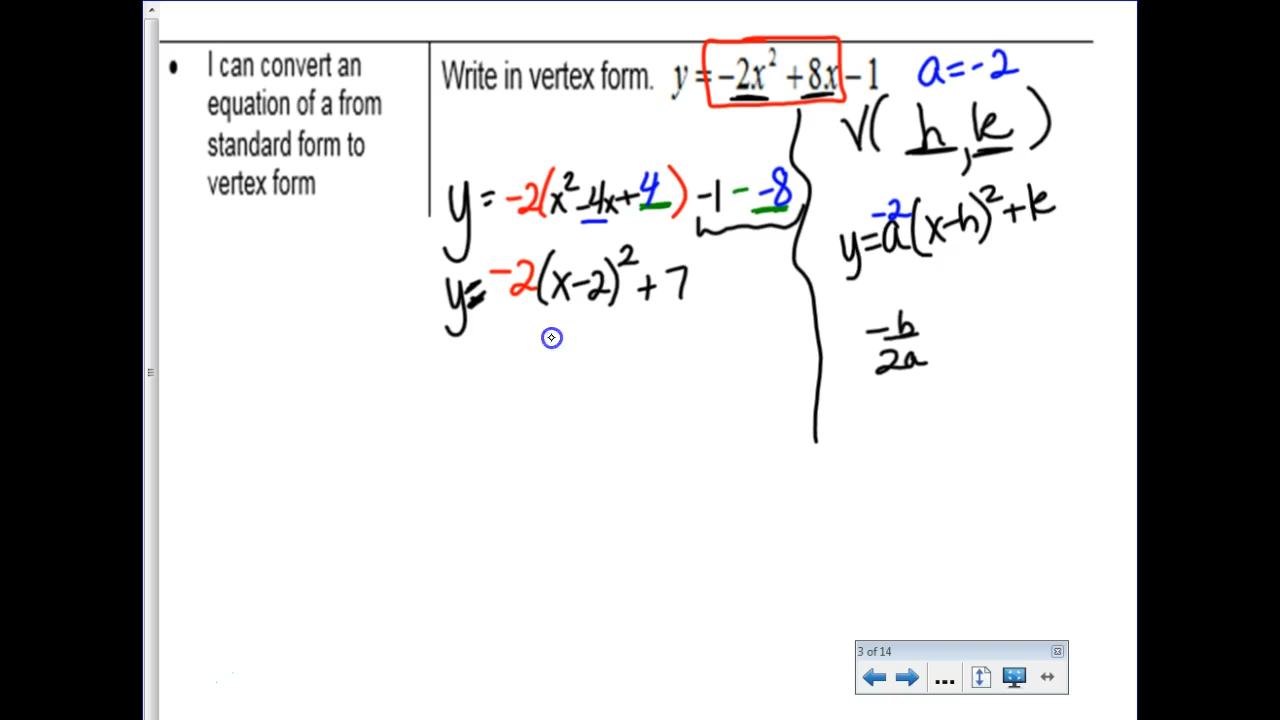 • I can convert an
equation of a from
standard form to
vertex form
Write in vertex form. y = −2x² + 8x − 1
a = -2
V( h, k )
y = -2(x² - 4x + 4) -1 - -8
y = -2(x-2)² + 7
-2
y = a(x-h)² + k
-b
2a
3 of 14
...